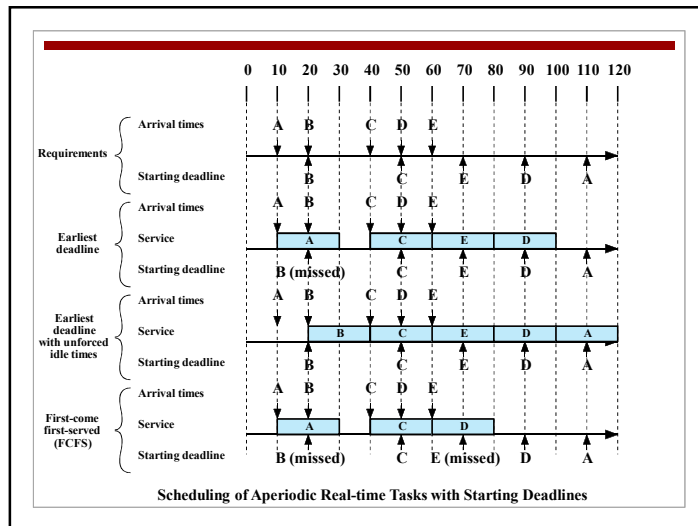 0 10 20 30 40 50 60 70 80 90 100 110 120
Arrival times A B C D E
Requirements
Starting deadline B C E D A
Arrival times A B C D E
Earliest deadline
Service A C E D
Starting deadline B (missed) C E D A
Arrival times A B C D E
Earliest deadline with unforced idle times
Service B C E D A
Starting deadline B C E D A
Arrival times A B C D E
First-come first-served (FCFS)
Service A C D
Starting deadline B (missed) C E (missed) D A
Scheduling of Aperiodic Real-time Tasks with Starting Deadlines